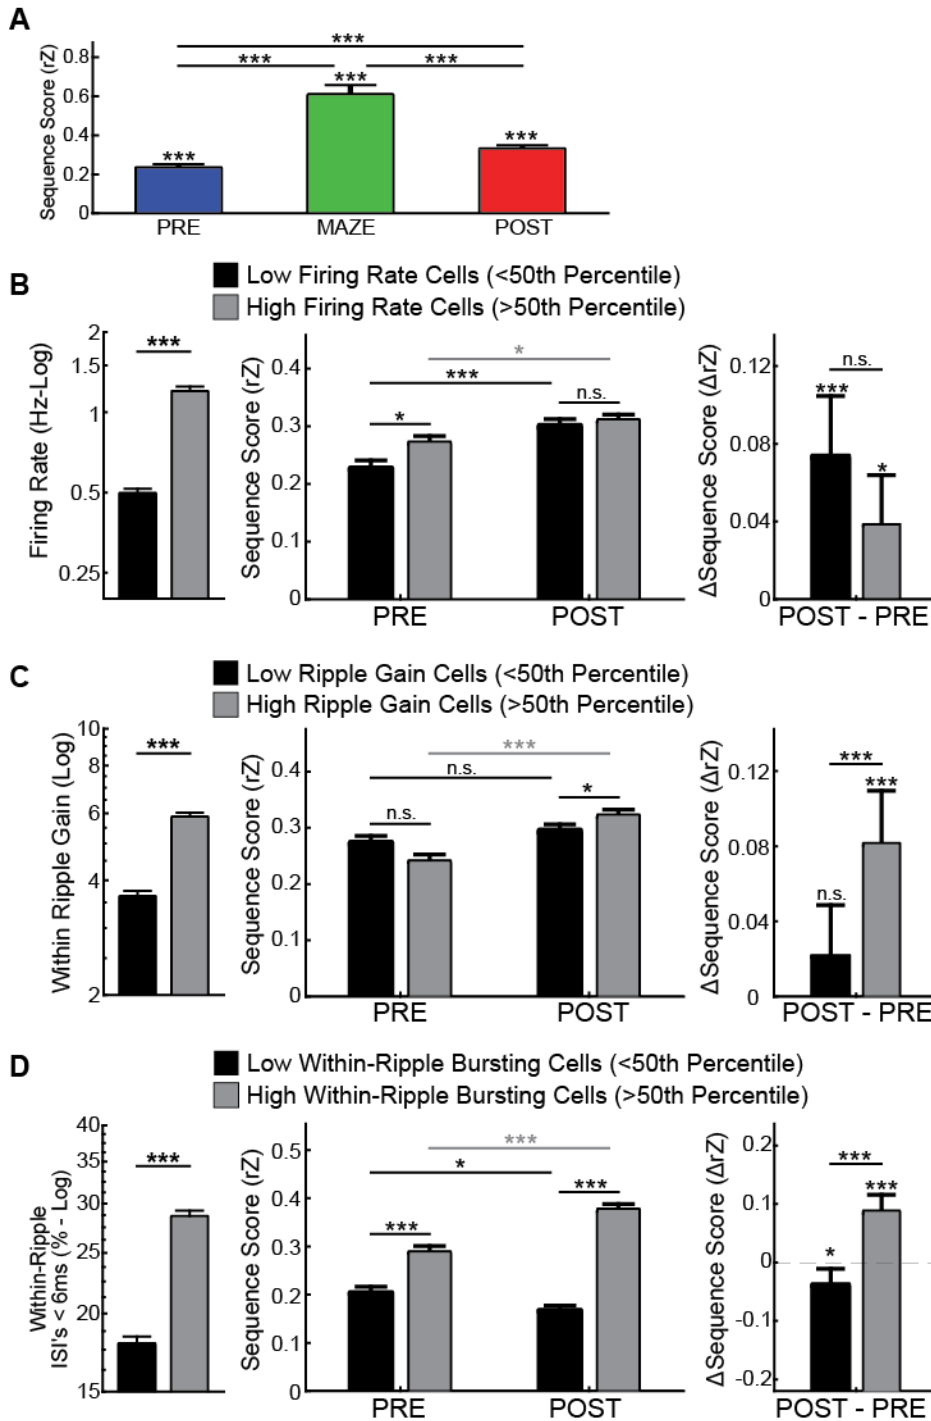 A
Sequence Score (rZ)
0.8
0.6
0.4
0.2
0
***
***
***
***
***
***
PRE
MAZE
POST
B
Low Firing Rate Cells (<50th Percentile)
High Firing Rate Cells (>50th Percentile)
Firing Rate (Hz-Log)
2
1.5
1
0.5
0.25
***
Sequence Score (rZ)
0.4
0.3
0.2
0.1
0
*
***
n.s.
*
PRE
POST
ΔSequence Score (ΔrZ)
0.12
0.08
0.04
0
n.s.
***
*
POST - PRE
C
Low Ripple Gain Cells (<50th Percentile)
High Ripple Gain Cells (>50th Percentile)
Within Ripple Gain (Log)
10
8
6
4
2
***
Sequence Score (rZ)
0.4
0.3
0.2
0.1
0
***
n.s.
*
n.s.
PRE
POST
ΔSequence Score (ΔrZ)
0.12
0.08
0.04
0
***
***
n.s.
POST - PRE
D
Low Within-Ripple Bursting Cells (<50th Percentile)
High Within-Ripple Bursting Cells (>50th Percentile)
Within-Ripple
ISI's < 6ms (% - Log)
40
35
30
25
20
15
***
Sequence Score (rZ)
0.5
0.4
0.3
0.2
0.1
0
***
*
***
***
PRE
POST
ΔSequence Score (ΔrZ)
0.2
0.1
0
-0.1
-0.2
***
***
*
POST - PRE